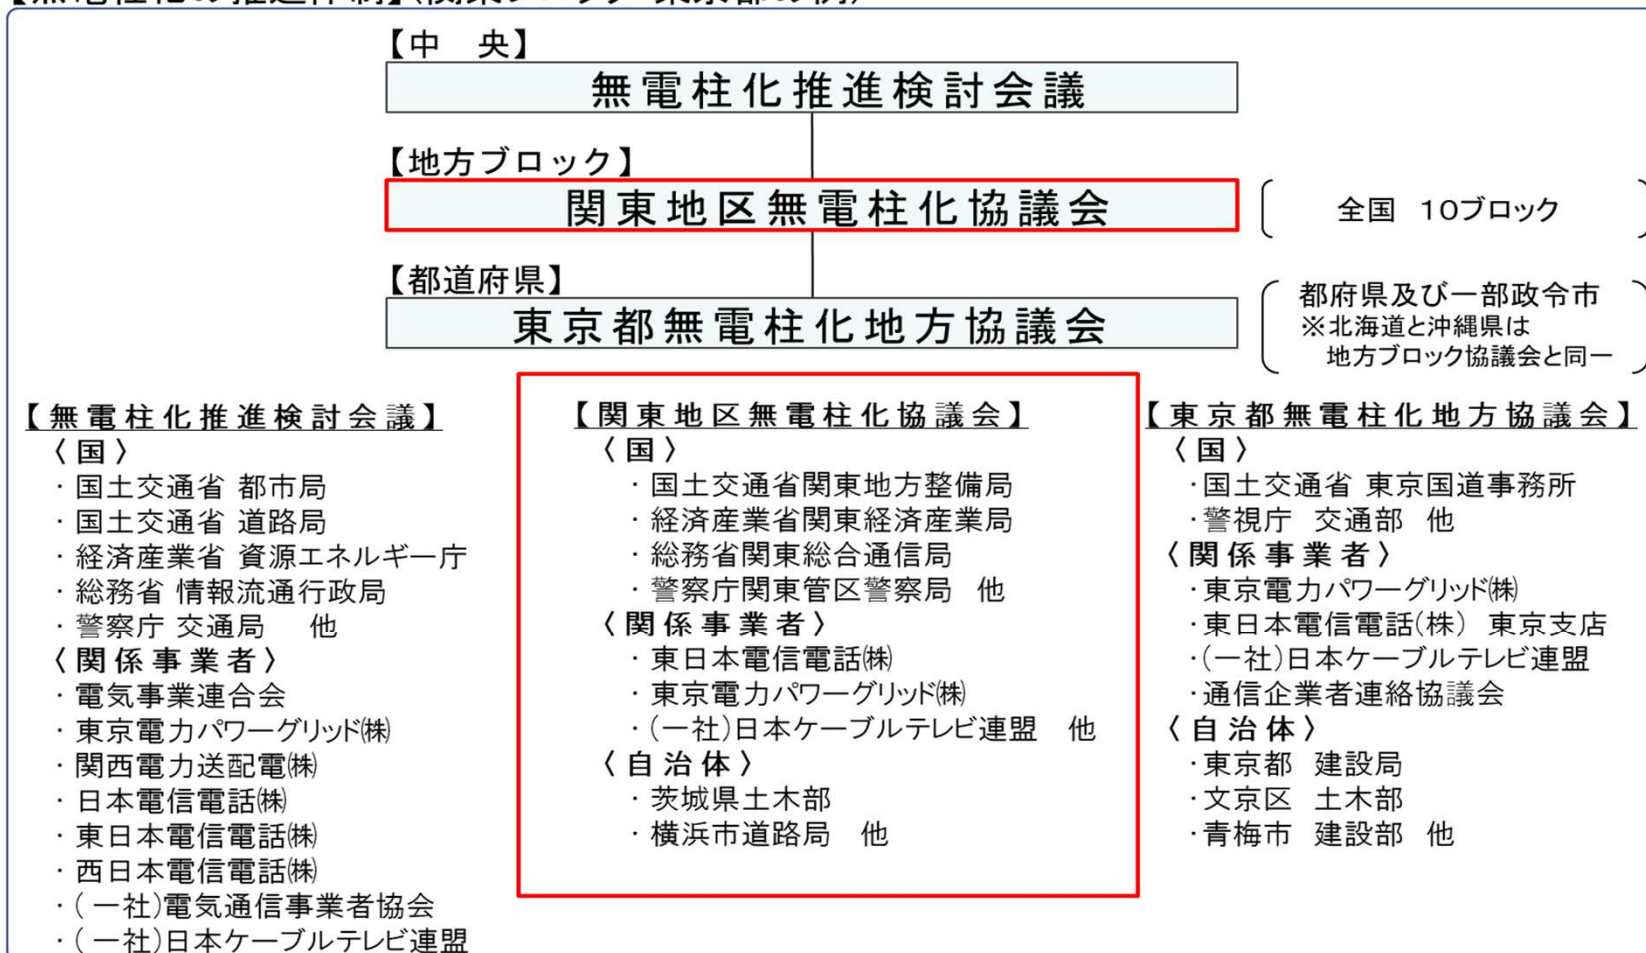 【中　央】
無電柱化推進検討会議
【地方ブロック】
関東地区無電柱化協議会
全国　10ブロック
【都道府県】
東京都無電柱化地方協議会
都府県及び一部政令市
※北海道と沖縄県は
地方ブロック協議会と同一
【無電柱化推進検討会議】
〈国〉
・国土交通省 都市局
・国土交通省 道路局
・経済産業省 資源エネルギー庁
・総務省 情報流通行政局
・警察庁 交通局　他
〈関係事業者〉
・電気事業連合会
・東京電力パワーグリッド㈱
・関西電力送配電㈱
・日本電信電話㈱
・東日本電信電話㈱
・西日本電信電話㈱
・(一社)電気通信事業者協会
・(一社)日本ケーブルテレビ連盟
【関東地区無電柱化協議会】
〈国〉
・国土交通省関東地方整備局
・経済産業省関東経済産業局
・総務省関東総合通信局
・警察庁関東管区警察局　他
〈関係事業者〉
・東日本電信電話㈱
・東京電力パワーグリッド㈱
・(一社)日本ケーブルテレビ連盟　他
〈自治体〉
・茨城県土木部
・横浜市道路局　他
【東京都無電柱化地方協議会】
〈国〉
・国土交通省 東京国道事務所
・警視庁　交通部　他
〈関係事業者〉
・東京電力パワーグリッド㈱
・東日本電信電話(株)　東京支店
・(一社)日本ケーブルテレビ連盟
・通信企業者連絡協議会
〈自治体〉
・東京都　建設局
・文京区　土木部
・青梅市　建設部　他